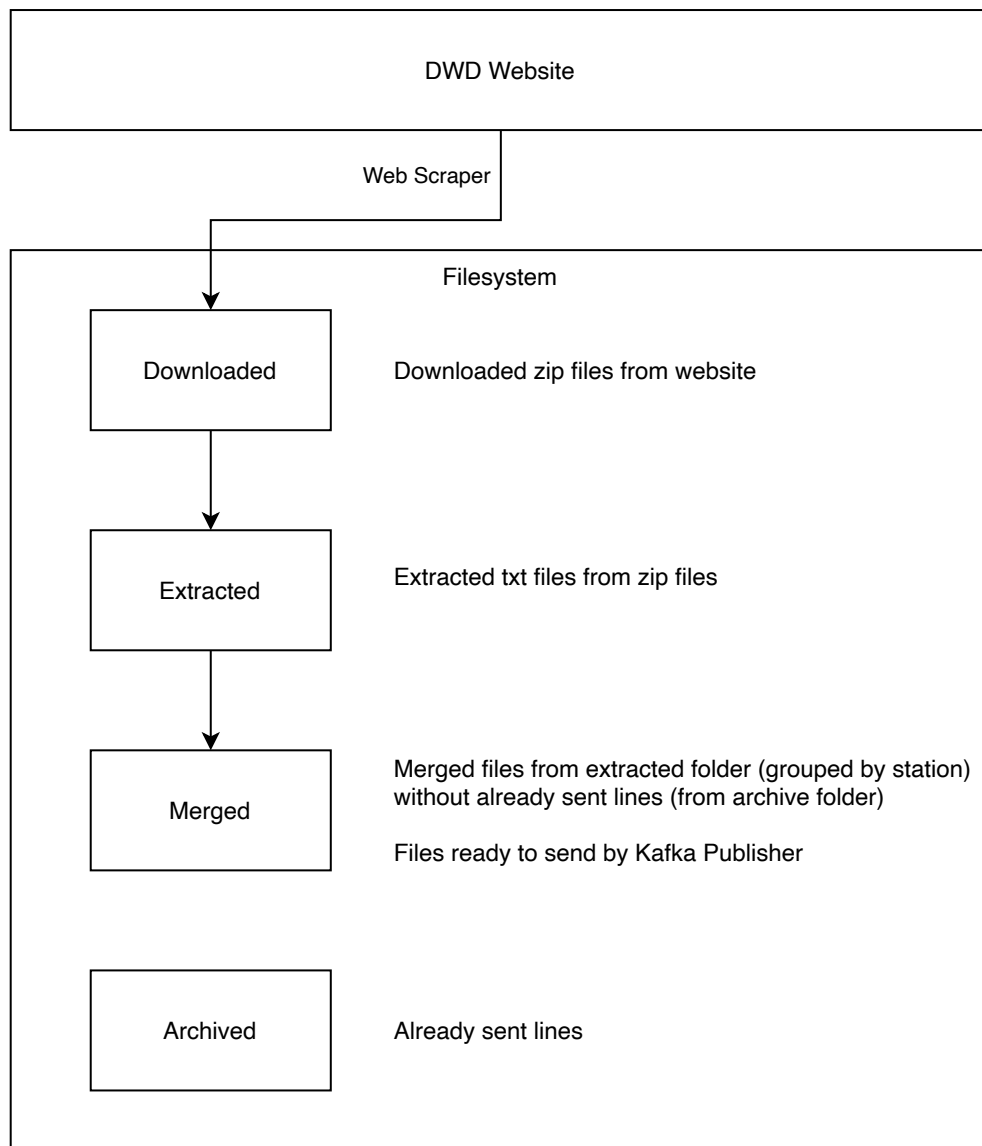 DWD Website
Web Scraper
Filesystem
Downloaded
Downloaded zip files from website
Extracted
Extracted txt files from zip files
Merged
Merged files from extracted folder (grouped by station)
without already sent lines (from archive folder)
Files ready to send by Kafka Publisher
Archived
Already sent lines